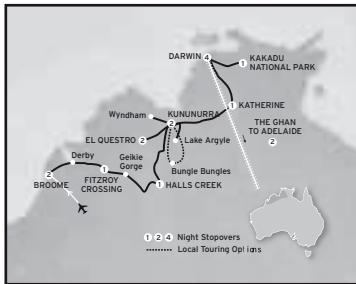 DARWIN
4
1
KAKADU
NATIONAL PARK
1
KATHERINE
Wyndham
KUNUNURRA
2
THE GHAN
TO ADELAIDE
2
EL QUESTRO
2
Lake Argyle
Derby
Geikie
Gorge
Bungle Bungles
2
BROOME
1
FITZROY
CROSSING
1
HALLS CREEK
1 2 4 Night Stopovers
Local Touring Options